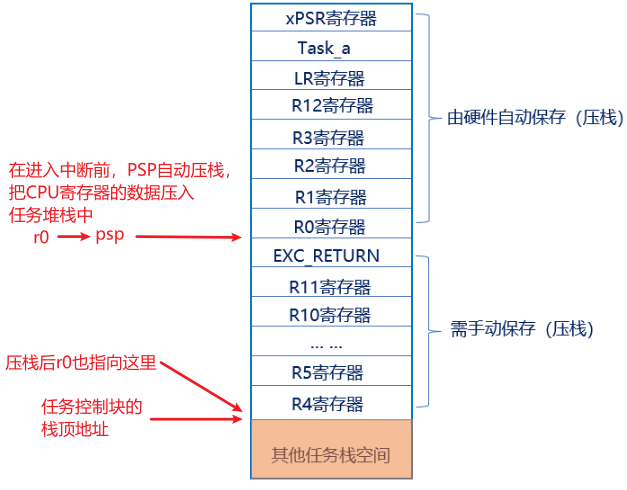 xPSR寄存器
Task_a
LR寄存器
R12寄存器
R3寄存器
R2寄存器
R1寄存器
R0寄存器
EXC_RETURN
R11寄存器
R10寄存器
... ...
R5寄存器
R4寄存器
其他任务栈空间
由硬件自动保存（压栈）
需手动保存（压栈）
在进入中断前，PSP自动压栈，
把CPU寄存器的数据压入
任务堆栈中
r0 psp
压栈后r0也指向这里
任务控制块的
栈顶地址